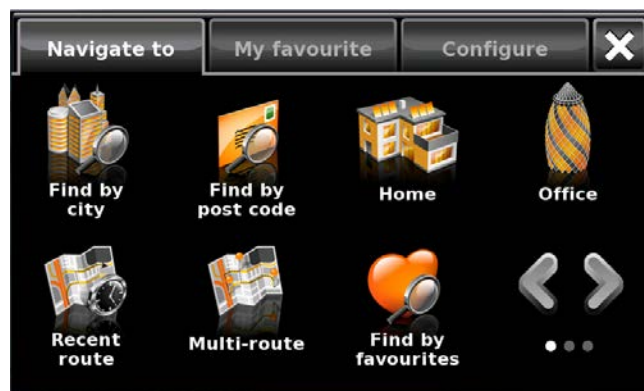 Navigate to
My favourite
Configure
Find by
city
Find by
post code
Home
Office
Recent
route
Multi-route
Find by
favourites